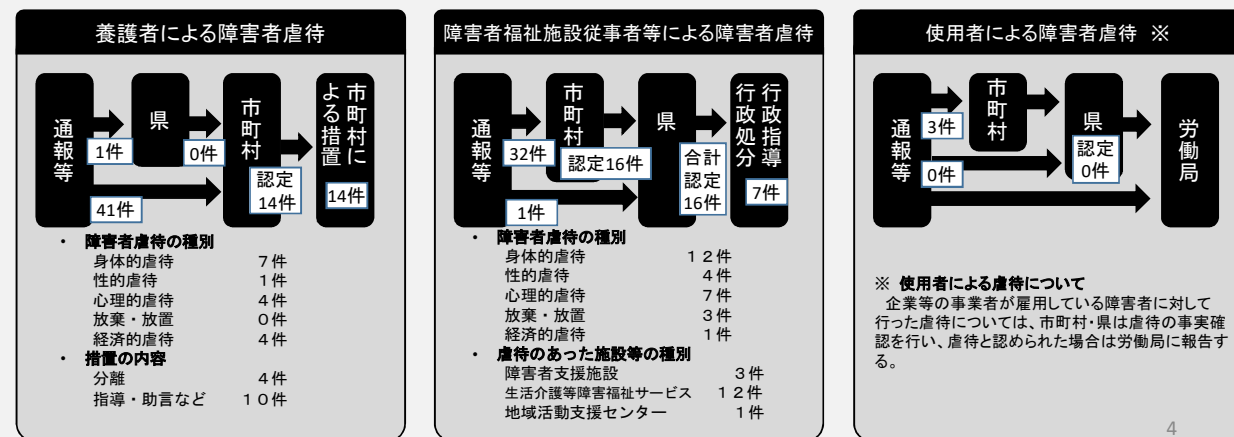 養護者による障害者虐待
通報等
1件
県
0件
市町村
認定
14件
市町村に
よる措置
14件
41件
・ 障害者虐待の種別
身体的虐待 7件
性的虐待 1件
心理的虐待 4件
放棄・放置 0件
経済的虐待 4件
・ 措置の内容
分離 4件
指導・助言など 10件
障害者福祉施設従事者等による障害者虐待
通報等
32件
市町村
認定16件
県
合計
認定
16件
行政指導
行政処分
7件
1件
・ 障害者虐待の種別
身体的虐待 12件
性的虐待 4件
心理的虐待 7件
放棄・放置 3件
経済的虐待 1件
・ 虐待のあった施設等の種別
障害者支援施設 3件
生活介護等障害福祉サービス 12件
地域活動支援センター 1件
使用者による障害者虐待 ※
通報等
3件
市町村
0件
県
認定
0件
労働局
※ 使用者による虐待について
企業等の事業者が雇用している障害者に対して
行った虐待については、市町村・県は虐待の事実確
認を行い、虐待と認められた場合は労働局に報告す
る。
4